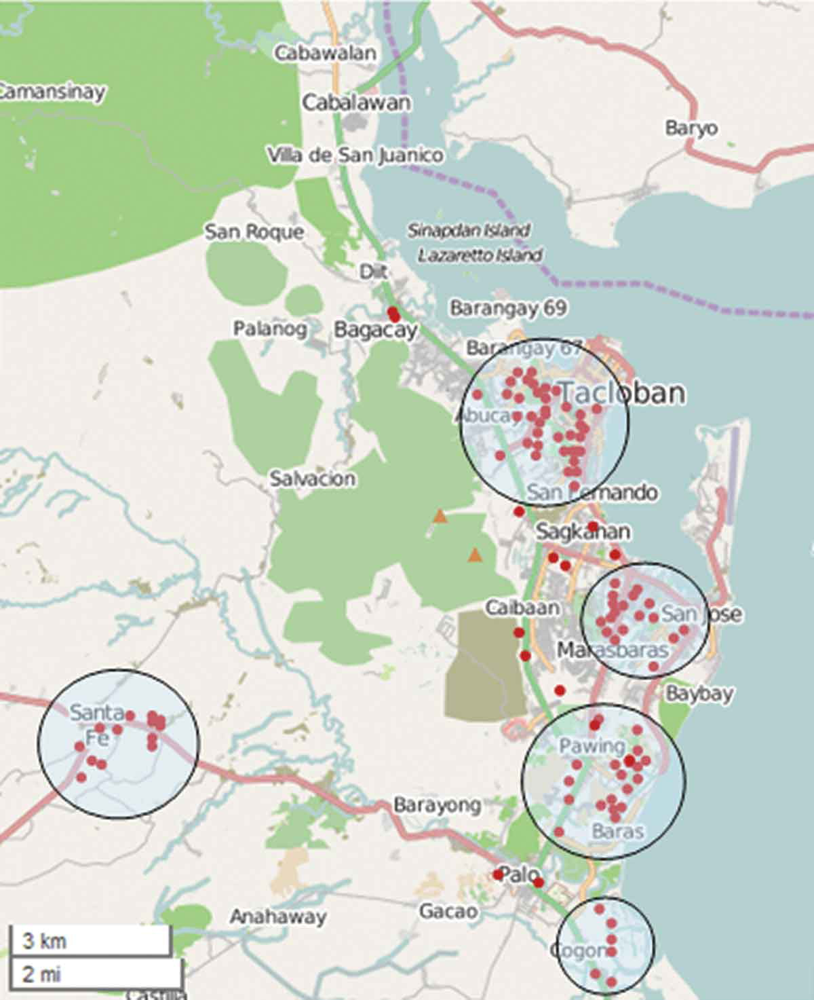 Cabawalan
Camansinay
Cabalawan
Baryo
Villa de San Juanico
San Roque
Sinapdan Island
Lazaretto Island
Diit
Barangay 69
Palanog
Bagacay
Barangay 67
Tacloban
Abucay
Salvacion
San Fernando
Sagkahan
Caibaan
San Jose
Marasbaras
Baybay
Santa
Fe
Pawing
Barayong
Baras
Palo
Gacao
Anahaway
3 km
Cogon
2 mi
Castilla